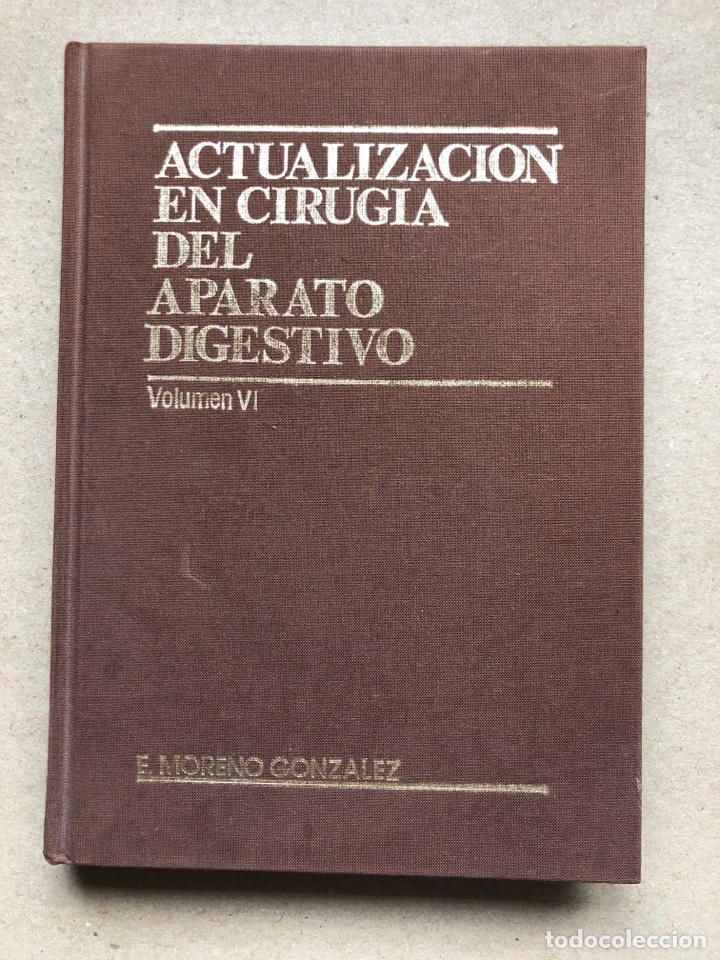 ACTUALIZACION
EN CIRUGIA
DEL
APARATO
DIGESTIVO
Volumen VI
E. MORENO GONZALEZ
todocoleccion